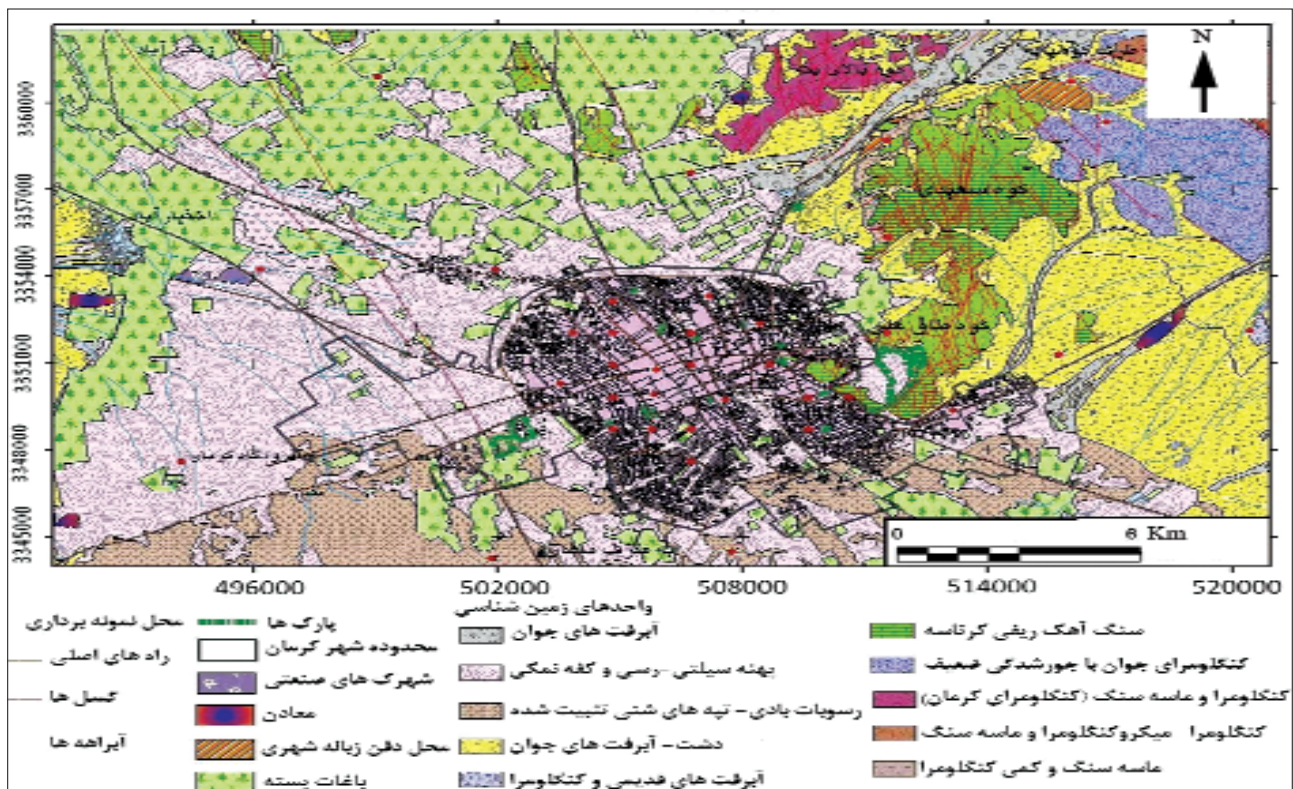 N
3360000
3357000
3354000
3351000
3348000
3345000
اختیارآباد
کوه
کوه
0 6 Km
496000 502000 508000 514000 520000
محل نمونه برداری
راه های اصلی
گسل ها
آبراهه ها
پارک ها
محدوده شهر کرمان
شهرک های صنعتی
معادن
محل دفن زباله شهری
باغات پسته
واحدهای زمین شناسی
آبرفت های جوان
پهنه سیلتی-رسی و کفه نمکی
رسوبات بادی- تپه های شنی تثبیت شده
دشت- آبرفت های جوان
آبرفت های قدیمی و کنگلومرا
سنگ آهک ریفی کرتاسه
کنگلومرای جوان با جورشدگی ضعیف
کنگلومرا و ماسه سنگ (کنگلومرای کرمان)
کنگلومرا میکروکنگلومرا و ماسه سنگ
ماسه سنگ و کمی کنگلومرا